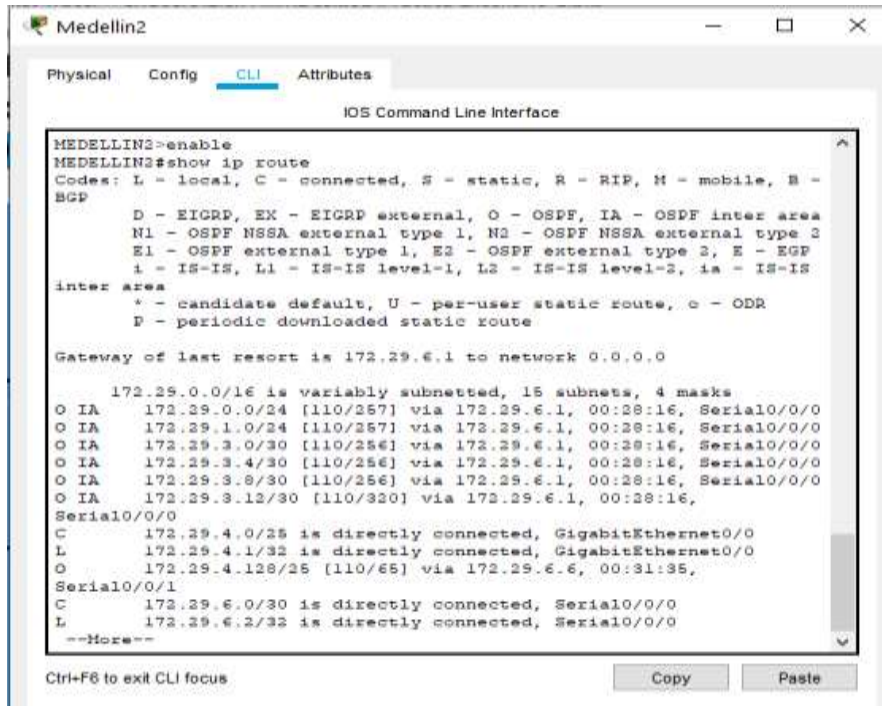 Medellin2
Physical Config CLI Attributes
IOS Command Line Interface
MEDELLIN2>enable
MEDELLIN2#show ip route
Codes: L - local, C - connected, S - static, R - RIP, M - mobile, B -
BGP
D - EIGRP, EX - EIGRP external, O - OSPF, IA - OSPF inter area
N1 - OSPF NSSA external type 1, N2 - OSPF NSSA external type 2
E1 - OSPF external type 1, E2 - OSPF external type 2, E - EGP
i - IS-IS, L1 - IS-IS level-1, L2 - IS-IS level-2, ia - IS-IS
inter area
* - candidate default, U - per-user static route, o - ODR
P - periodic downloaded static route
Gateway of last resort is 172.29.6.1 to network 0.0.0.0
172.29.0.0/16 is variably subnetted, 15 subnets, 4 masks
O IA 172.29.0.0/24 [110/257] via 172.29.6.1, 00:28:16, Serial0/0/0
O IA 172.29.1.0/24 [110/257] via 172.29.6.1, 00:28:16, Serial0/0/0
O IA 172.29.3.0/30 [110/256] via 172.29.6.1, 00:28:16, Serial0/0/0
O IA 172.29.3.4/30 [110/256] via 172.29.6.1, 00:28:16, Serial0/0/0
O IA 172.29.3.8/30 [110/256] via 172.29.6.1, 00:28:16, Serial0/0/0
O IA 172.29.3.12/30 [110/320] via 172.29.6.1, 00:28:16,
Serial0/0/0
C 172.29.4.0/25 is directly connected, GigabitEthernet0/0
L 172.29.4.1/32 is directly connected, GigabitEthernet0/0
O 172.29.4.128/25 [110/65] via 172.29.6.6, 00:31:35,
Serial0/0/1
C 172.29.6.0/30 is directly connected, Serial0/0/0
L 172.29.6.2/32 is directly connected, Serial0/0/0
--More--
Ctrl+F6 to exit CLI focus
Copy Paste